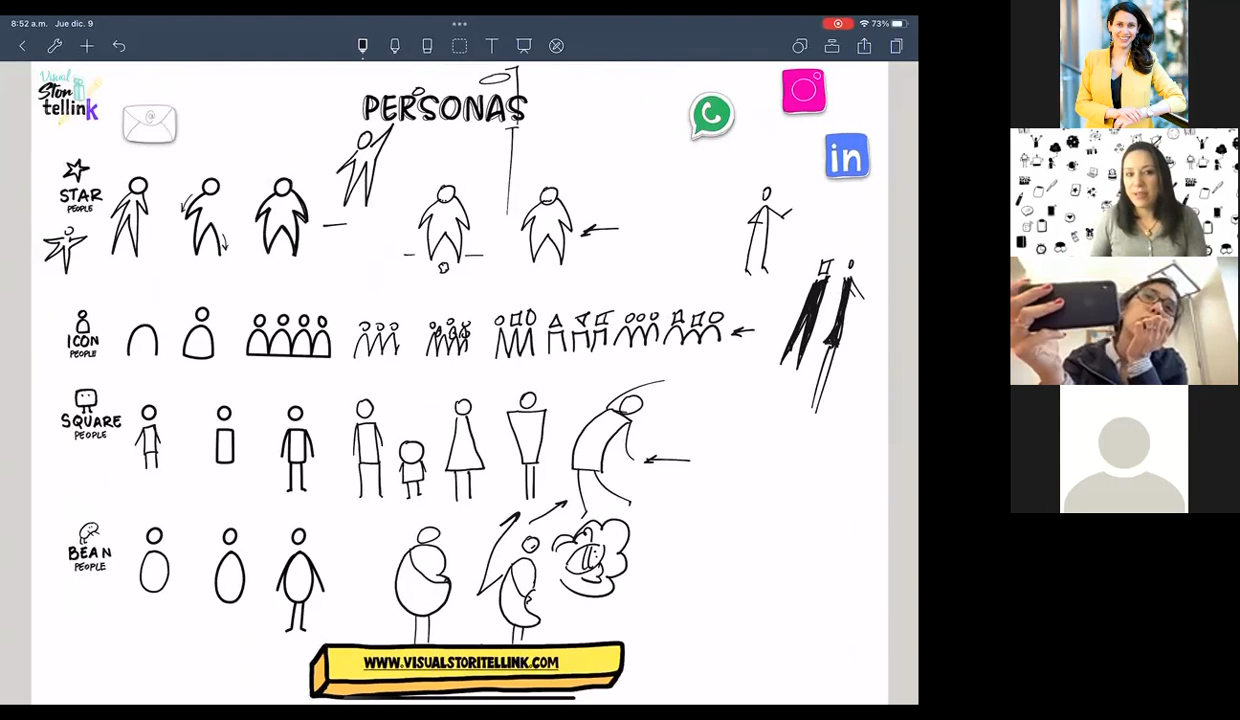 8:52 a.m. Jue dic. 9
73%
Visual
Stori
tellinK
@
PERSONAS
in
STAR
PEOPLE
ICON
PEOPLE
SQUARE
PEOPLE
BEAN
PEOPLE
WWW.VISUALSTORITELLINK.COM